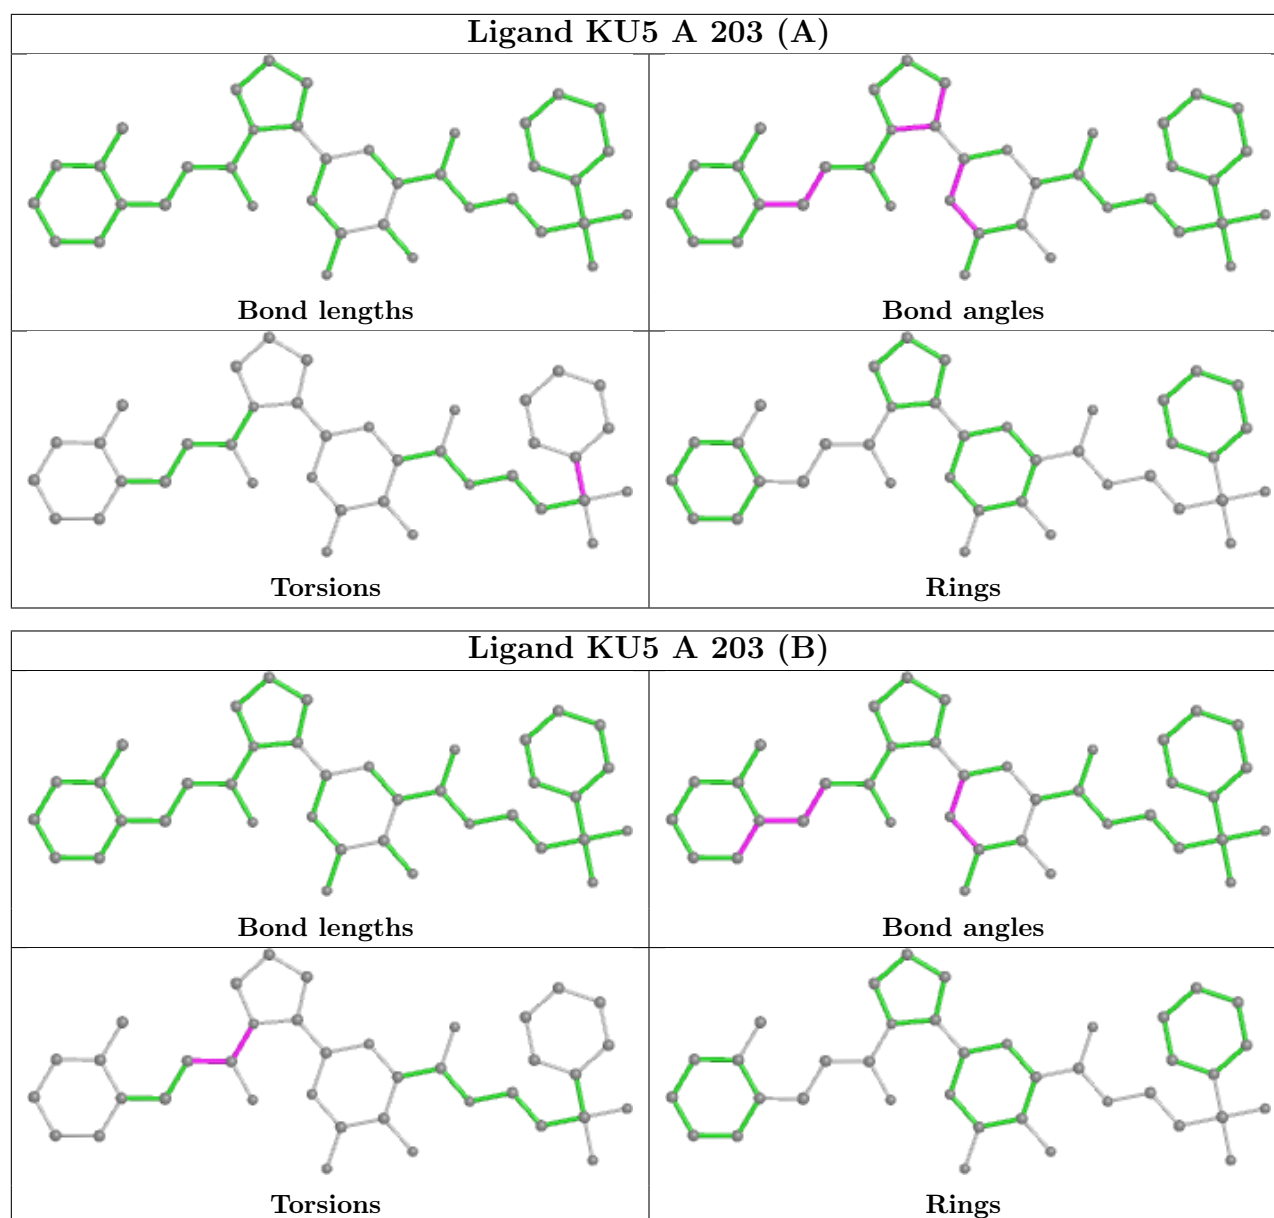 Ligand KU5 A 203 (A)
Bond lengths
Bond angles
Torsions
Rings
Ligand KU5 A 203 (B)
Bond lengths
Bond angles
Torsions
Rings